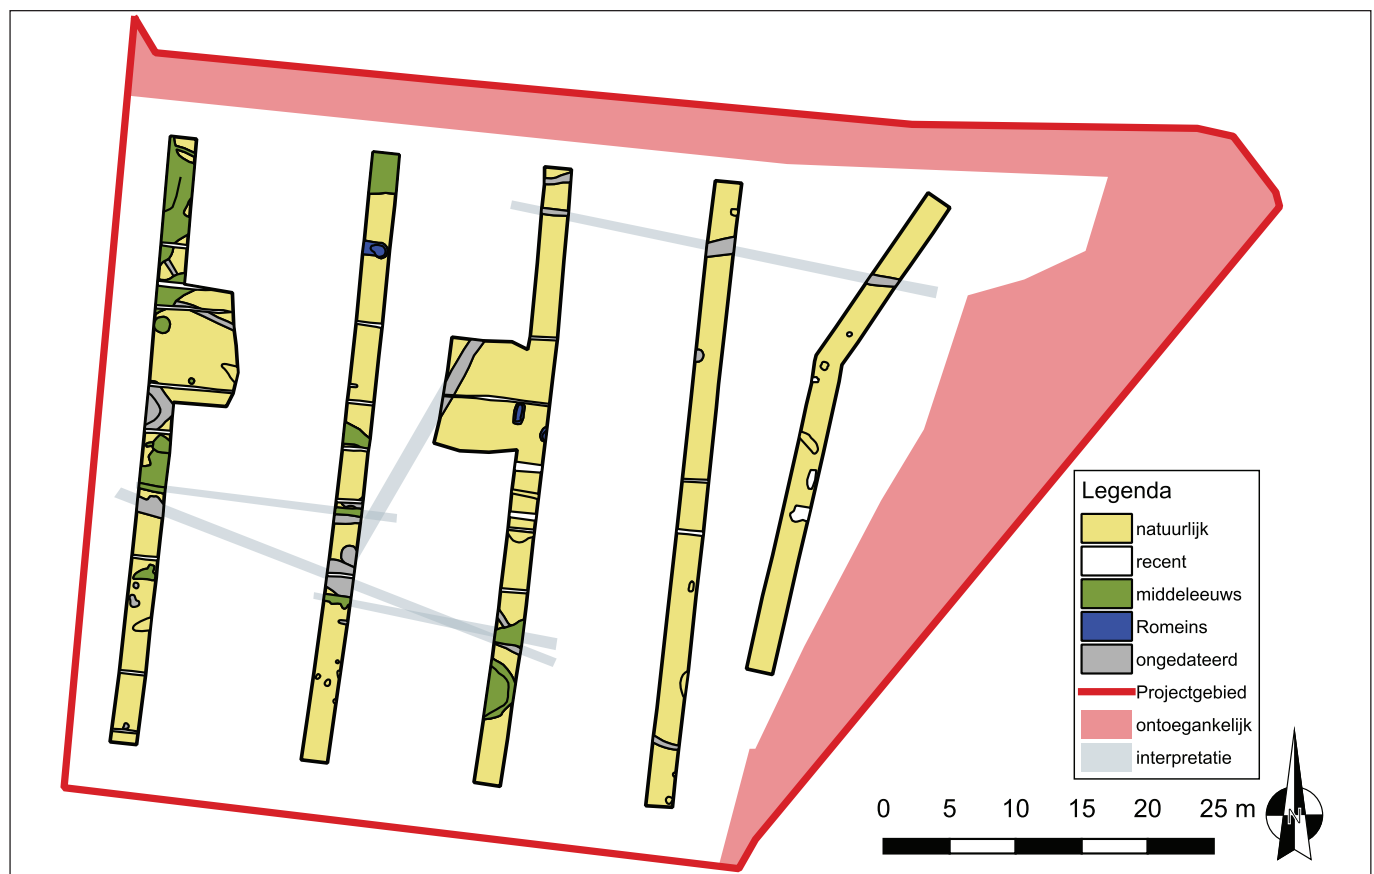 Legenda
natuurlijk
recent
middeleeuws
Romeins
ongedateerd
Projectgebied
ontoegankelijk
interpretatie
0 5 10 15 20 25 m
N